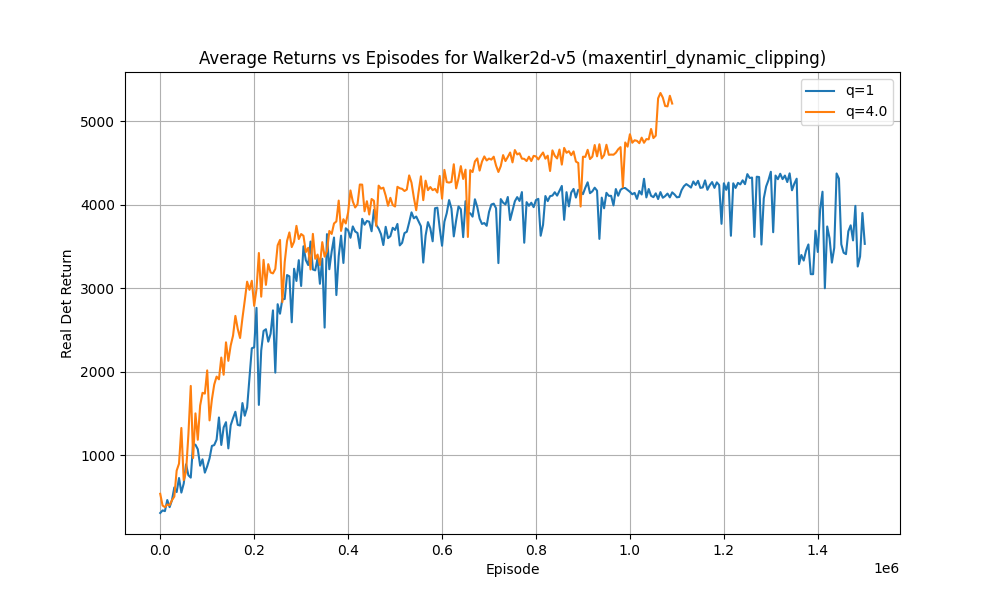 Average Returns vs Episodes for Walker2d-v5 (maxentirl_dynamic_clipping)
q=1
q=4.0
Real Det Return
5000
4000
3000
2000
1000
0.0 0.2 0.4 0.6 0.8 1.0 1.2 1.4
1e6
Episode